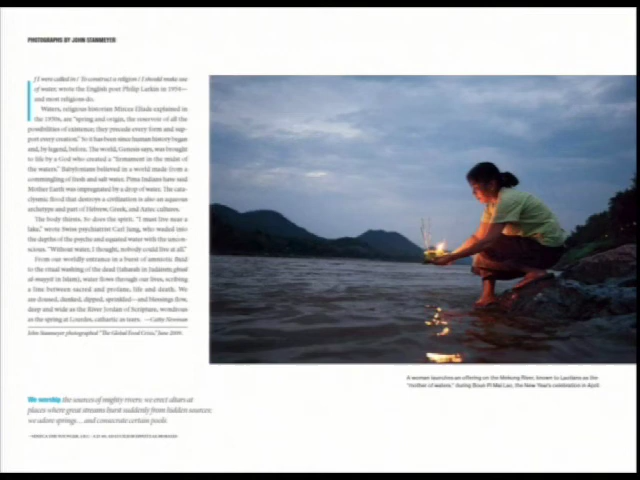 PHOTOGRAPHS BY JOHN STANMEYER
If I were called in / To construct a religion / I should make use
of water, wrote the English poet Philip Larkin in 1954—
and most religions do.
Waters, religious historian Mircea Eliade explained in
the 1950s, are "spring and origin, the reservoir of all the
possibilities of existence; they precede every form and sup-
port every creation." So it has been since human history began
and, by legend, before. The world, Genesis says, was brought
to life by a God who created a "firmament in the midst of
the waters." Babylonians believed in a world made from a
commingling of fresh and salt water. Pima Indians have said
Mother Earth was impregnated by a drop of water. The cata-
clysmic flood that destroys a civilization is also an aqueous
archetype and part of Hebrew, Greek, and Aztec cultures.
The body thirsts. So does the spirit. "I must live near a
lake," wrote Swiss psychiatrist Carl Jung, who waded into
the depths of the psyche and equated water with the uncon-
scious. "Without water, I thought, nobody could live at all."
From our worldly entrance in a burst of amniotic fluid
to the ritual washing of the dead (taharah in Judaism, ghusl
al-mayyit in Islam), water flows through our lives, scribing
a line between sacred and profane, life and death. We
are doused, dunked, dipped, sprinkled—and blessings flow,
deep and wide as the River Jordan of Scripture, wondrous
as the spring at Lourdes, cathartic as tears. —Cathy Newman
John Stanmeyer photographed "The Global Food Crisis," June 2009.
A woman launches an offering on the Mekong River, known to Laotians as the
"mother of waters," during Boun Pi Mai Lao, the New Year's celebration in April.
We worship the sources of mighty rivers; we erect altars at
places where great streams burst suddenly from hidden sources;
we adore springs... and consecrate certain pools